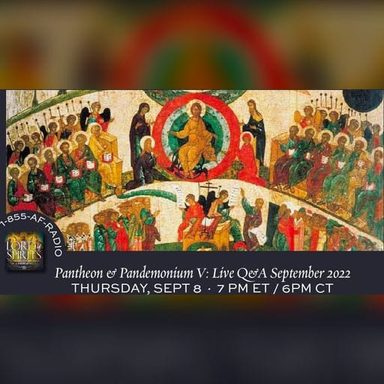 1-855-AF-RADIO
LORD of
SPIRITS
Pantheon & Pandemonium V: Live Q&A September 2022
THURSDAY, SEPT 8 · 7 PM ET / 6PM CT